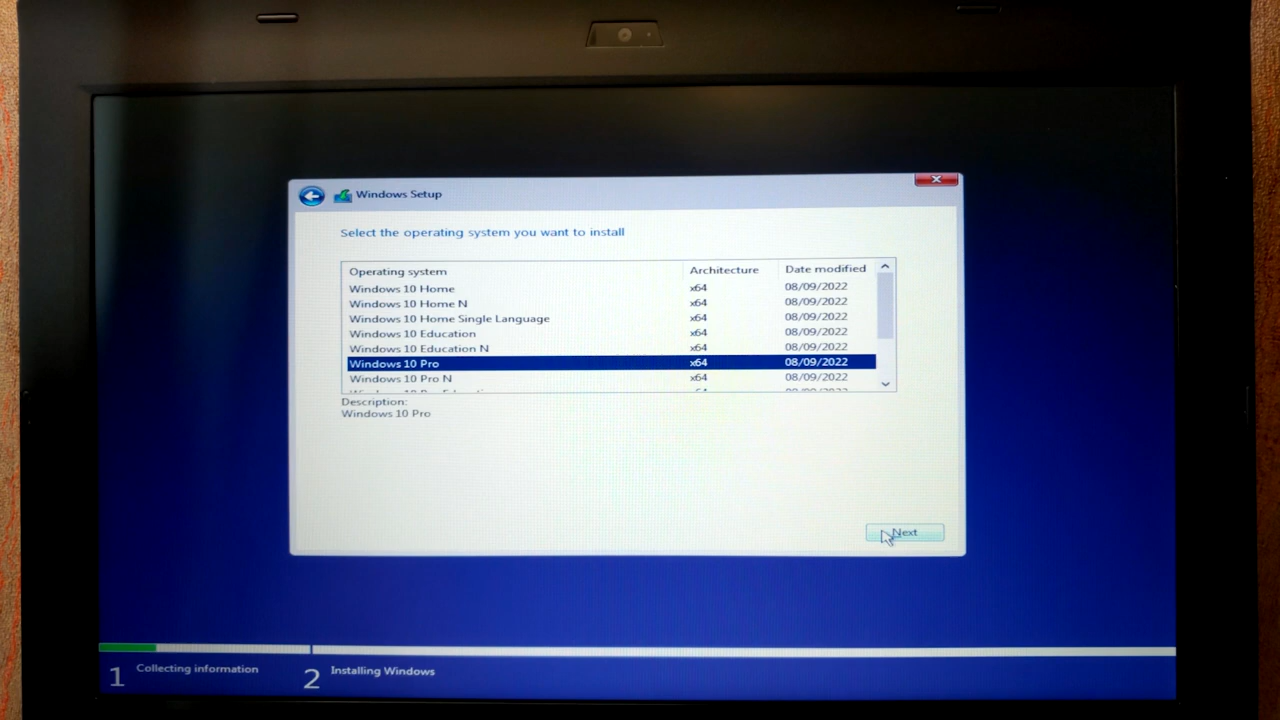 Windows Setup
Select the operating system you want to install
Operating system Architecture Date modified
Windows 10 Home x64 08/09/2022
Windows 10 Home N x64 08/09/2022
Windows 10 Home Single Language x64 08/09/2022
Windows 10 Education x64 08/09/2022
Windows 10 Education N x64 08/09/2022
Windows 10 Pro x64 08/09/2022
Windows 10 Pro N x64 08/09/2022
Description:
Windows 10 Pro
Next
1 Collecting information 2 Installing Windows